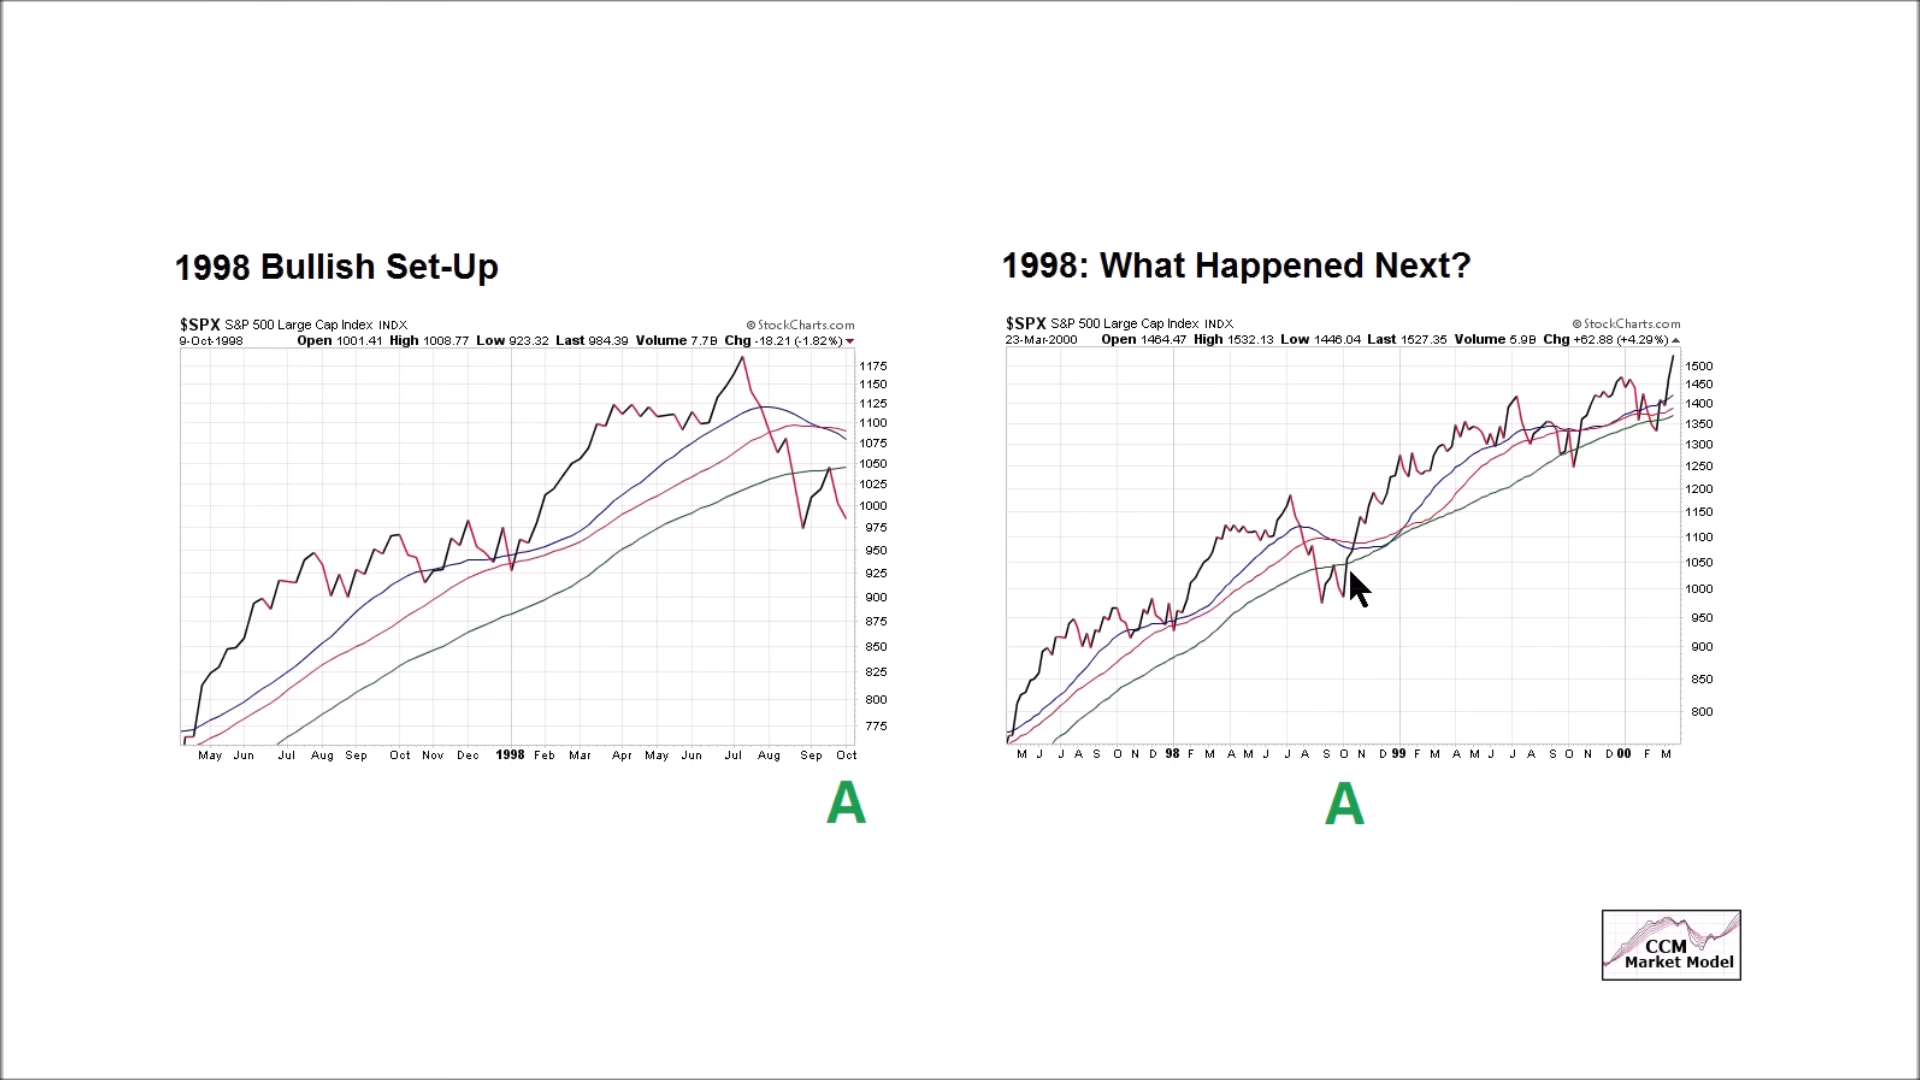 1998 Bullish Set-Up
$SPX S&P 500 Large Cap Index INDX
© StockCharts.com
9-Oct-1998 Open 1001.41 High 1008.77 Low 923.32 Last 984.39 Volume 7.7B Chg -18.21 (-1.82%)
1175
1150
1125
1100
1075
1050
1025
1000
975
950
925
900
875
850
825
800
775
May Jun Jul Aug Sep Oct Nov Dec 1998 Feb Mar Apr May Jun Jul Aug Sep Oct
A
1998: What Happened Next?
$SPX S&P 500 Large Cap Index INDX
© StockCharts.com
23-Mar-2000 Open 1464.47 High 1532.13 Low 1446.04 Last 1527.35 Volume 5.9B Chg +62.88 (+4.29%)
1500
1450
1400
1350
1300
1250
1200
1150
1100
1050
1000
950
900
850
800
M J J A S O N D 98 F M A M J J A S O N D 99 F M A M J J A S O N D 00 F M
A
CCM
Market Model